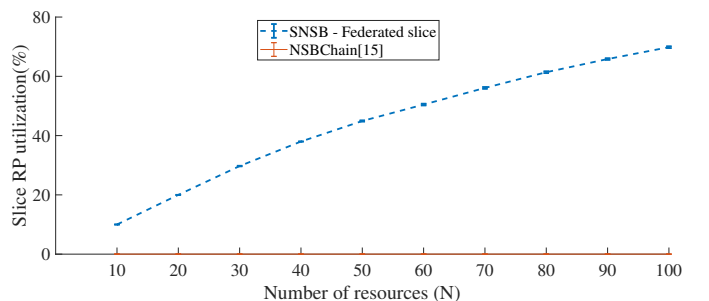 SNSB - Federated slice
NSBChain[15]
Slice RP utilization(%)
80
60
40
20
0
10 20 30 40 50 60 70 80 90 100
Number of resources (N)